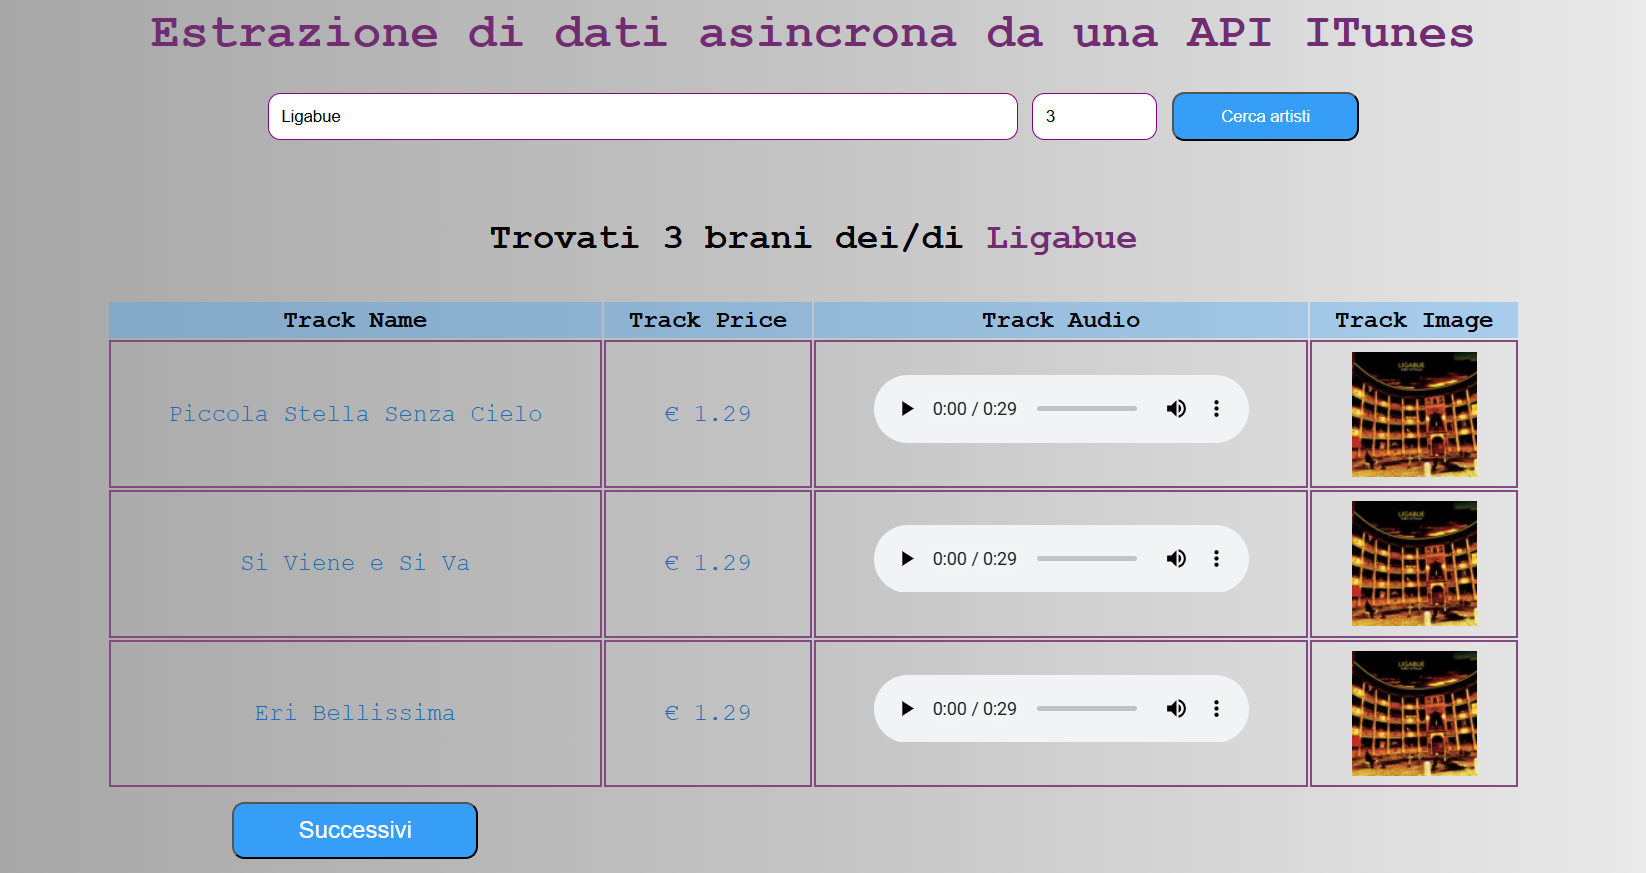 Estrazione di dati asincrona da una API ITunes
Ligabue 3 Cerca artisti
Trovati 3 brani dei/di Ligabue
Track Name Track Price Track Audio Track Image
LIGABUE
Piccola Stella Senza Cielo € 1.29 0:00 / 0:29
LIGABUE
Si Viene e Si Va € 1.29 0:00 / 0:29
LIGABUE
Eri Bellissima € 1.29 0:00 / 0:29
Successivi